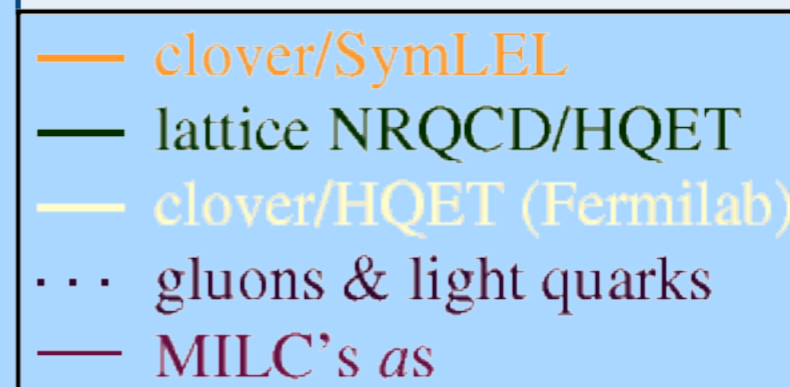 clover/SymLEL
lattice NRQCD/HQET
clover/HQET (Fermilab)
gluons & light quarks
MILC's as